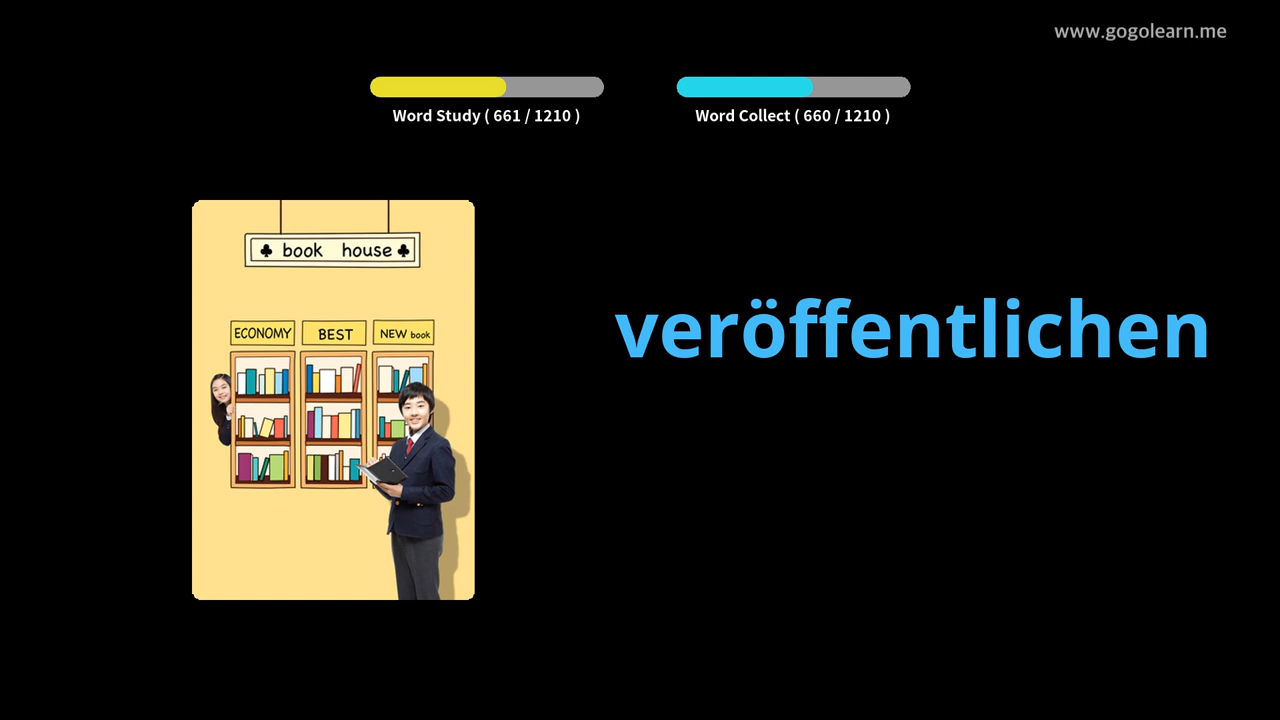 www.gogolearn.me
Word Study ( 661 / 1210 )
Word Collect ( 660 / 1210 )
♣ book house ♣
ECONOMY
BEST
NEW book
veröffentlichen